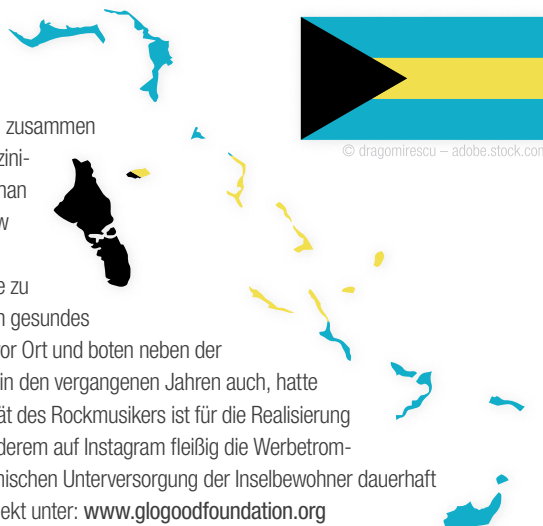 zusammen
© dragomirescu – adobe.stock.com
zini-
e zu
gesundes
vor Ort und boten neben der
in den vergangenen Jahren auch, hatte
ät des Rockmusikers ist für die Realisierung
derem auf Instagram fleißig die Werbetrom-
nischen Unterversorgung der Inselbewohner dauerhaft
ekt unter: www.glogoodfoundation.org